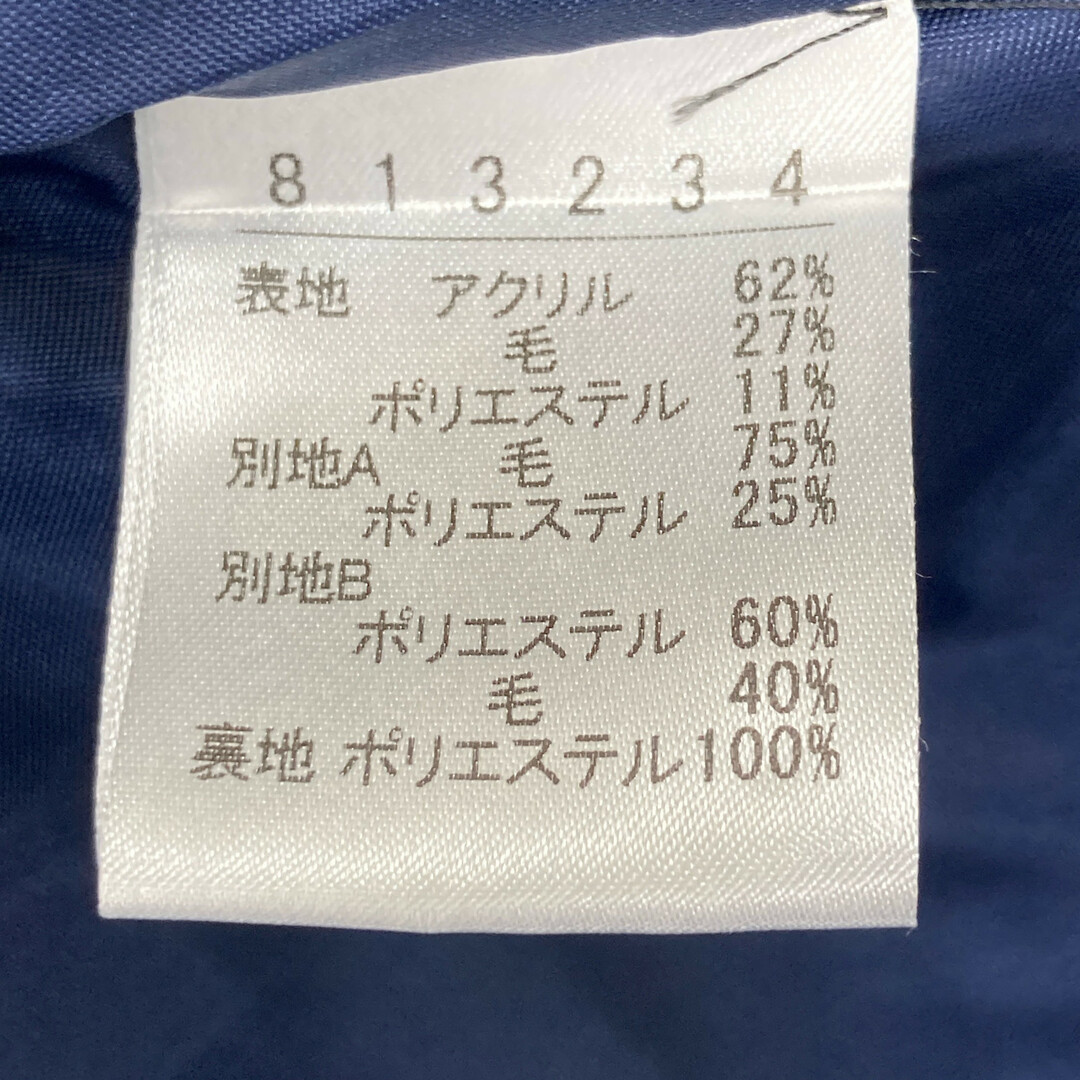 8 1 3 2 3 4
表地 アクリル 62%
毛 27%
ポリエステル 11%
別地A 毛 75%
ポリエステル 25%
別地B
ポリエステル 60%
毛 40%
裏地 ポリエステル100%